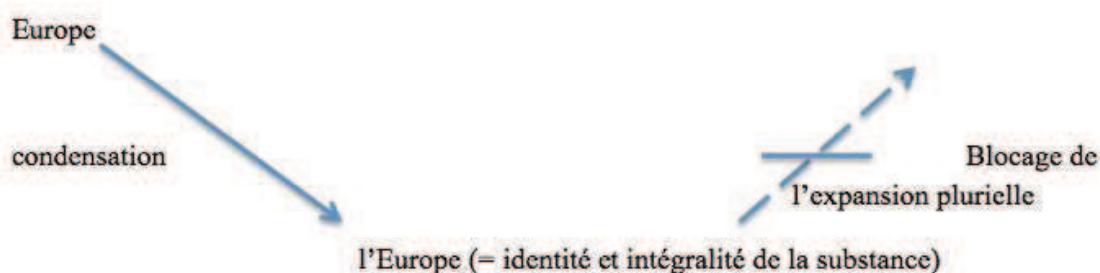 Europe
condensation
Blocage de
l’expansion plurielle
l’Europe (= identité et intégralité de la substance)